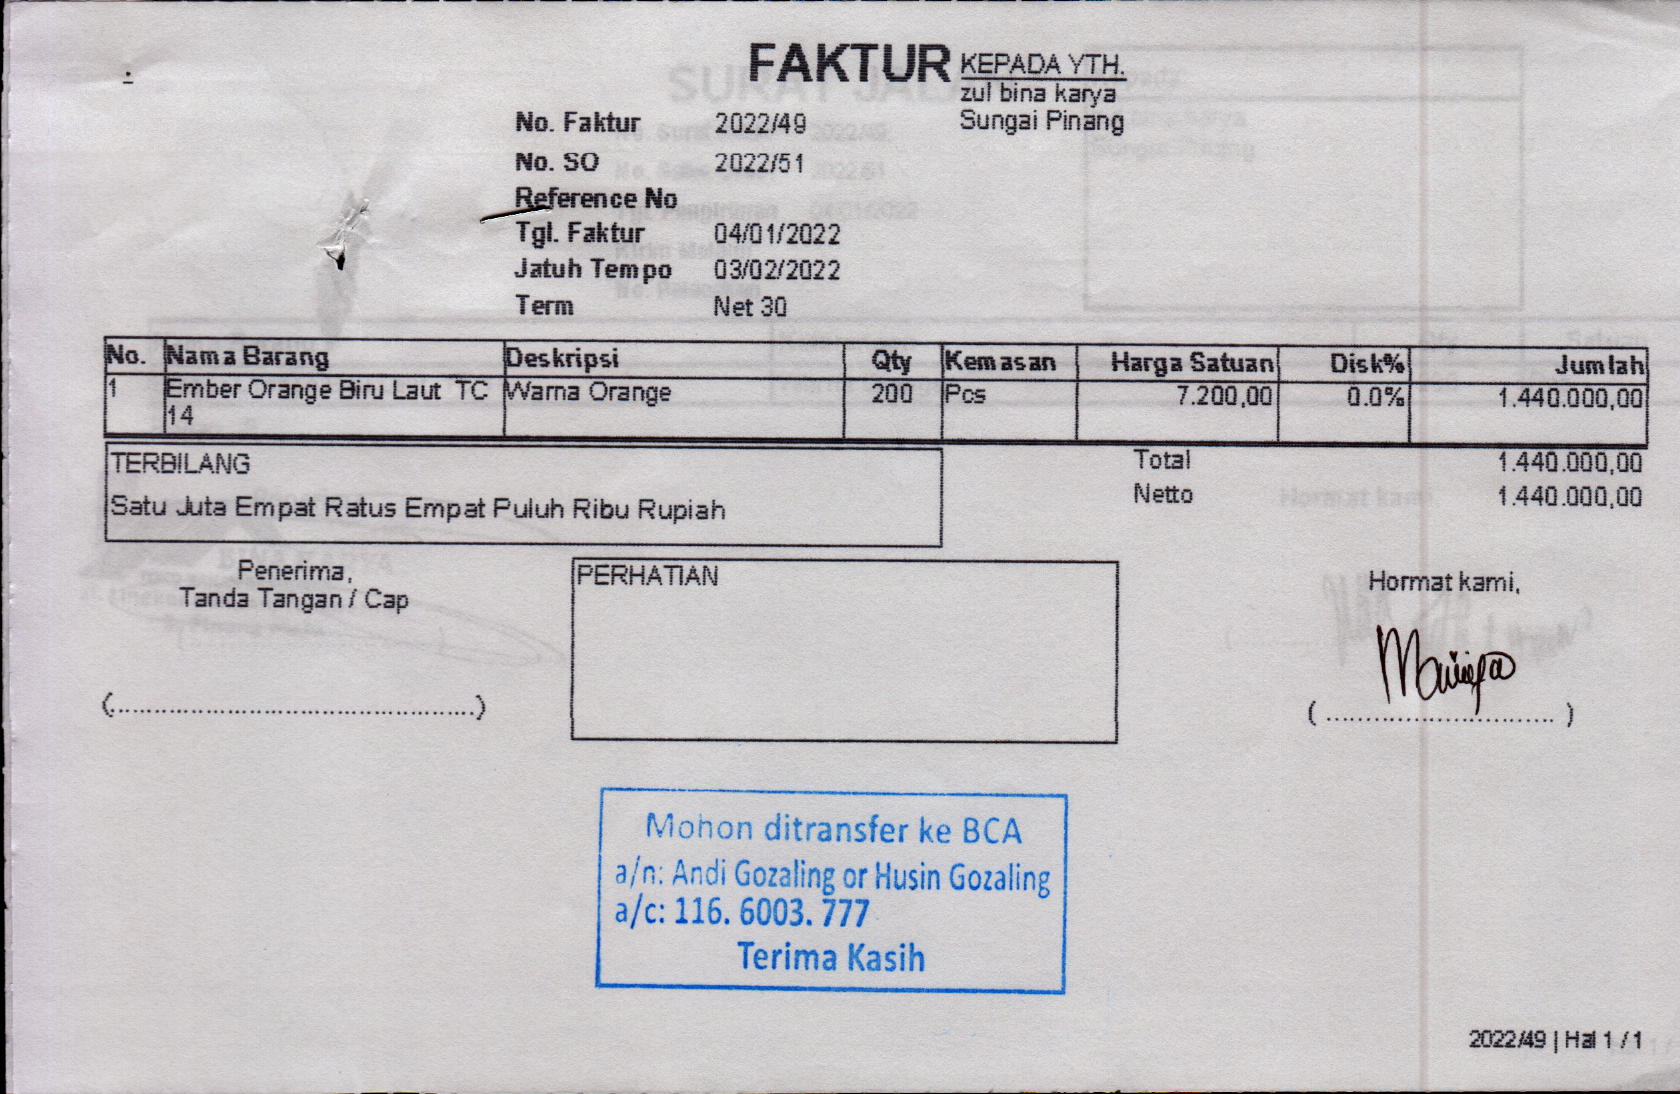 FAKTUR
KEPADA YTH.
zul bina karya
Sungai Pinang
No. Faktur 2022/49
No. SO 2022/51
Reference No
Tgl. Faktur 04/01/2022
Jatuh Tempo 03/02/2022
Term Net 30
No. Nama Barang Deskripsi Qty Kemasan Harga Satuan Disk% Jumlah
1 Ember Orange Biru Laut TC Warna Orange 200 Pcs 7.200,00 0.0% 1.440.000,00
14
TERBILANG
Satu Juta Empat Ratus Empat Puluh Ribu Rupiah
Total 1.440.000,00
Netto 1.440.000,00
Penerima,
Tanda Tangan / Cap
(................................................)
PERHATIAN
Hormat kami,
( ............................. )
Mohon ditransfer ke BCA
a/n: Andi Gozaling or Husin Gozaling
a/c: 116. 6003. 777
Terima Kasih
2022/49 | Hal 1 / 1